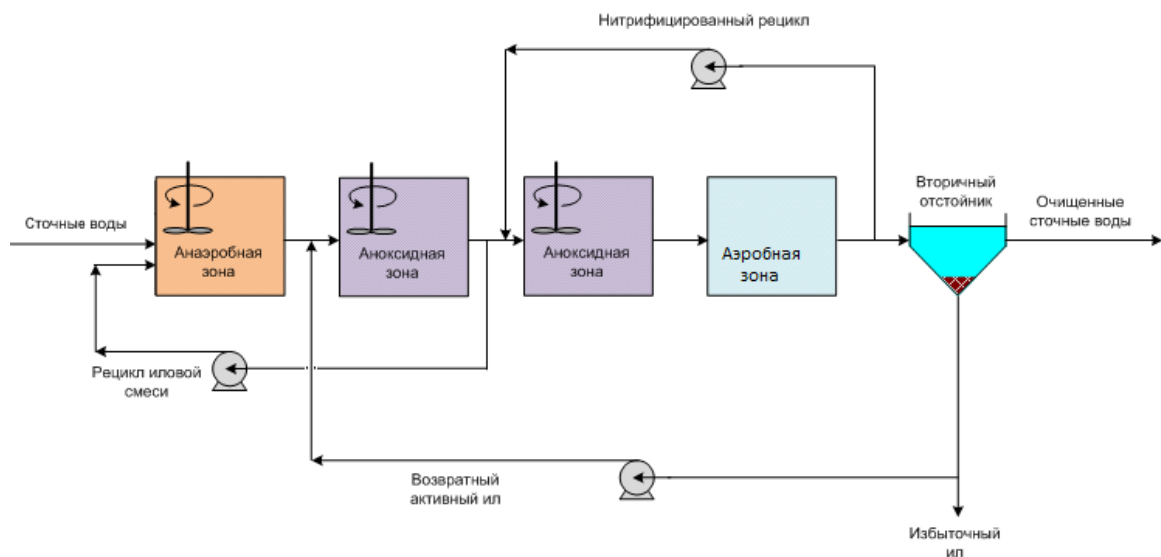 Нитрифицированный рецикл
Сточные воды
Анаэробная
зона
Аноксидная
зона
Аноксидная
зона
Аэробная
зона
Вторичный
отстойник
Очищенные
сточные воды
Рецикл иловой
смеси
Возвратный
активный ил
Избыточный
ил